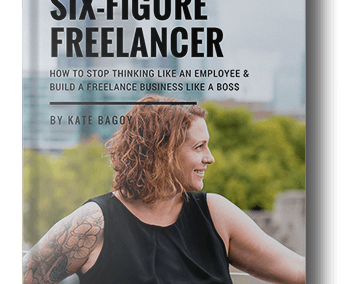 SIX-FIGURE
FREELANCER
HOW TO STOP THINKING LIKE AN EMPLOYEE &
BUILD A FREELANCE BUSINESS LIKE A BOSS
BY KATE BAGOY